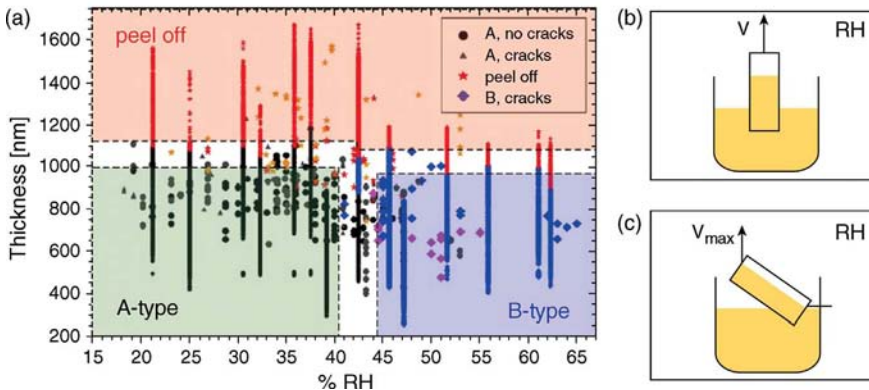 (a)
1600
1400
1200
1000
800
600
400
200
Thickness [nm]
15 20 25 30 35 40 45 50 55 60 65
% RH
peel off
A-type
B-type
A, no cracks
A, cracks
peel off
B, cracks
(b)
V
RH
(c)
Vmax
RH